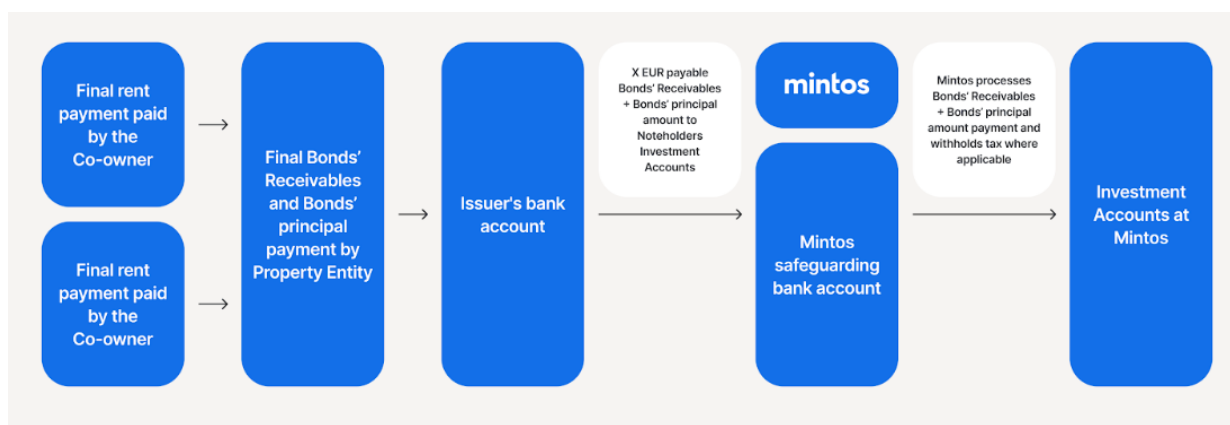 Final rent
payment paid
by the
Co-owner
Final rent
payment paid
by the
Co-owner
Final Bonds’
Receivables
and Bonds’
principal
payment by
Property Entity
Issuer's bank
account
X EUR payable
Bonds’ Receivables
+ Bonds’ principal
amount to
Noteholders
Investment
Accounts
mintos
Mintos
safeguarding
bank account
Mintos processes
Bonds’ Receivables
+ Bonds’ principal
amount payment and
withholds tax where
applicable
Investment
Accounts at
Mintos